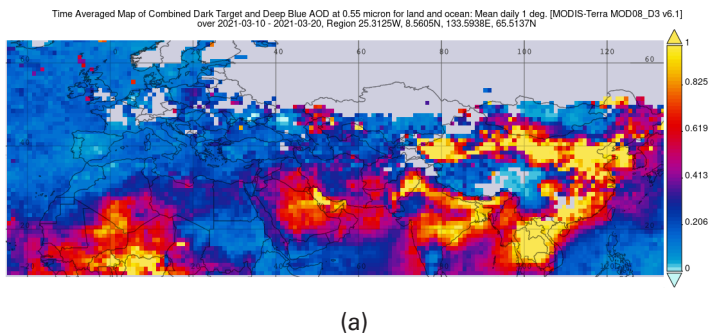 Time Averaged Map of Combined Dark Target and Deep Blue AOD at 0.55 micron for land and ocean: Mean daily 1 deg. [MODIS-Terra MOD08_D3 v6.1]
over 2021-03-10 - 2021-03-20, Region 25.3125W, 8.5605N, 133.5938E, 65.5137N
0 20 40 60 80 100 120
60 60
1
0.825
0.619
0.413
0.206
0
(a)